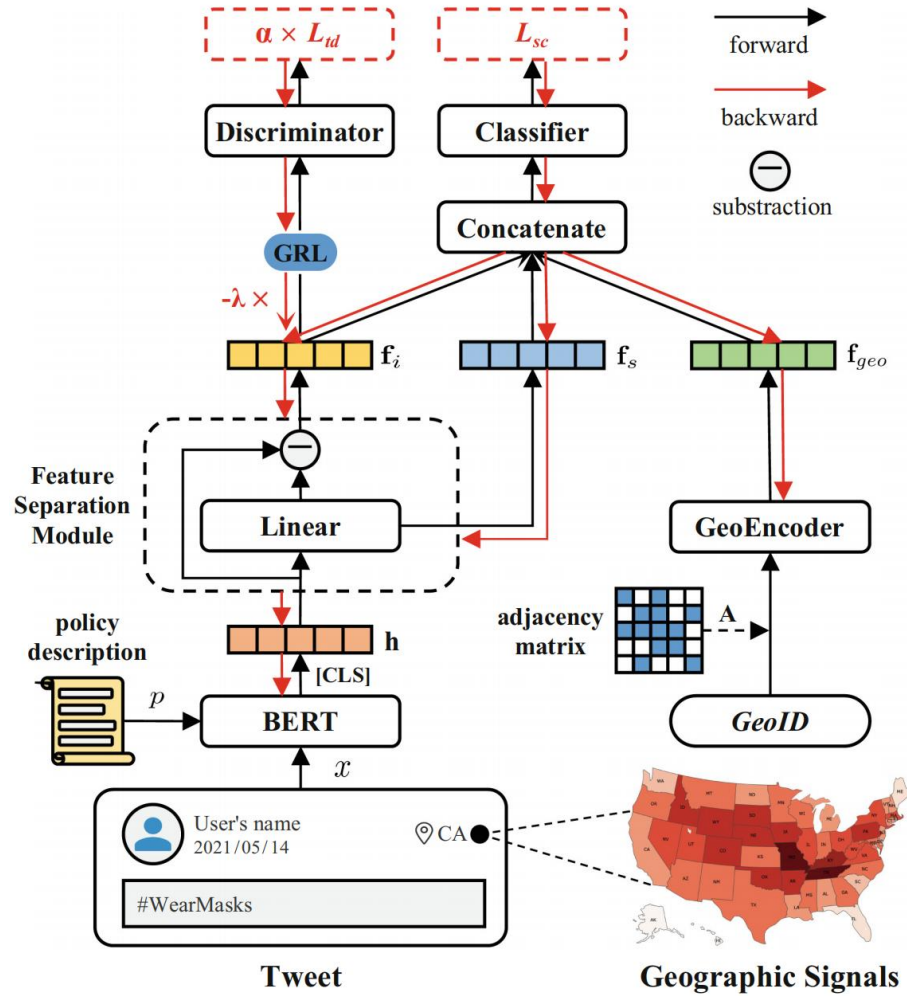 α × L_td
L_sc
forward
Discriminator
Classifier
backward
Concatenate
substraction
GRL
-λ ×
f_i
f_s
f_geo
Feature
Separation
Module
Linear
GeoEncoder
adjacency
matrix
A
policy
description
h
[CLS]
p
BERT
GeoID
x
User's name
2021/05/14
CA
#WearMasks
Tweet
Geographic Signals